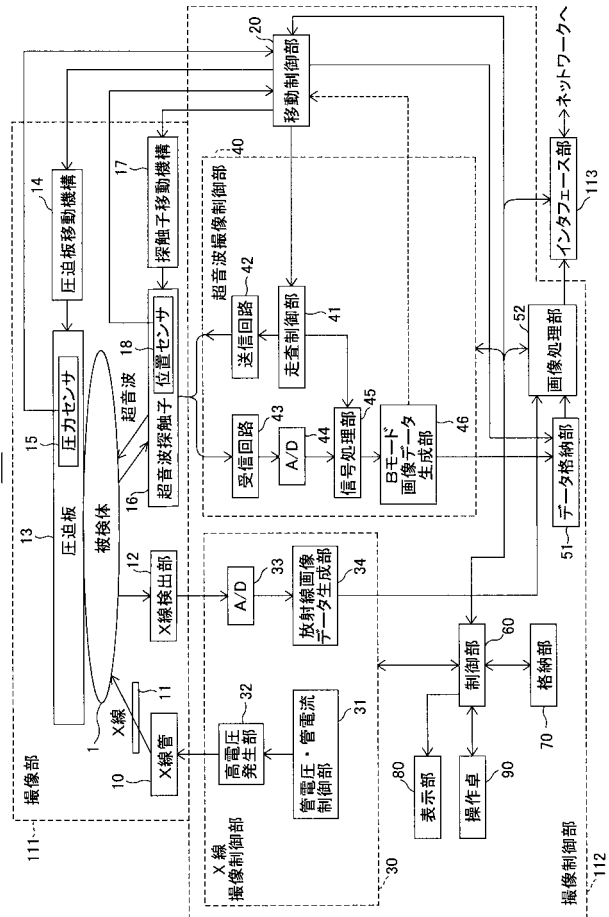 撮像部
111
13
圧迫板
15
圧力センサ
14
圧迫板移動機構
被検体
1
X線
11
10
X線管
12
X線検出部
超音波
16
超音波探触子
18
位置センサ
17
探触子移動機構
20
移動制御部
X線
撮像制御部
30
32
高電圧
発生部
31
管電圧・管電流
制御部
33
A/D
34
放射線画像
データ生成部
40
超音波撮像制御部
42
送信回路
41
走査制御部
43
受信回路
44
A/D
45
信号処理部
46
Bモード
画像データ
生成部
80
表示部
90
操作卓
60
制御部
70
格納部
51
データ格納部
52
画像処理部
113
インタフェース部
ネットワークへ
撮像制御部
112